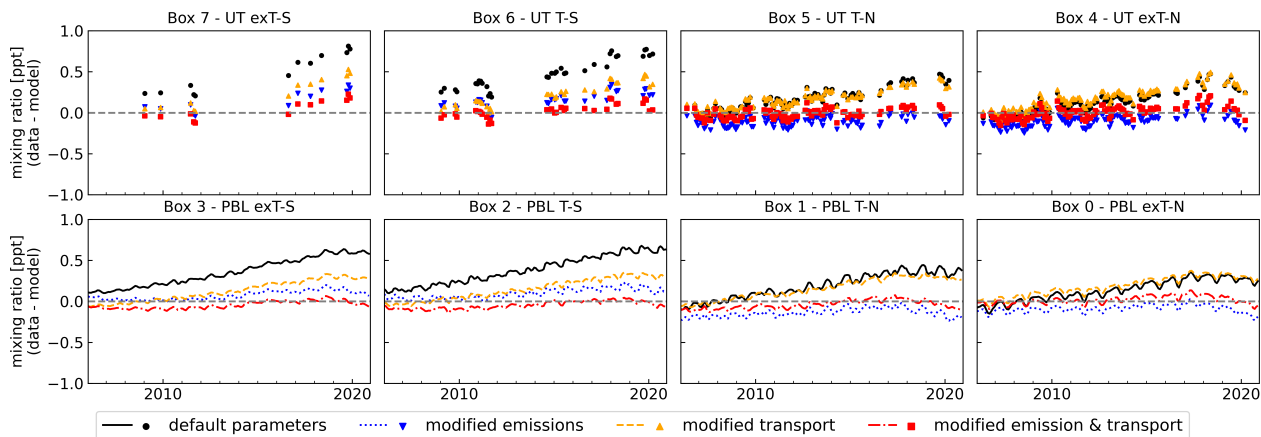 Box 7 - UT exT-S
Box 6 - UT T-S
Box 5 - UT T-N
Box 4 - UT exT-N
mixing ratio [ppt]
(data - model)
1.0
0.5
0.0
−0.5
−1.0
Box 3 - PBL exT-S
Box 2 - PBL T-S
Box 1 - PBL T-N
Box 0 - PBL exT-N
mixing ratio [ppt]
(data - model)
1.0
0.5
0.0
−0.5
−1.0
2010 2020
2010 2020
2010 2020
2010 2020
default parameters modified emissions modified transport modified emission & transport